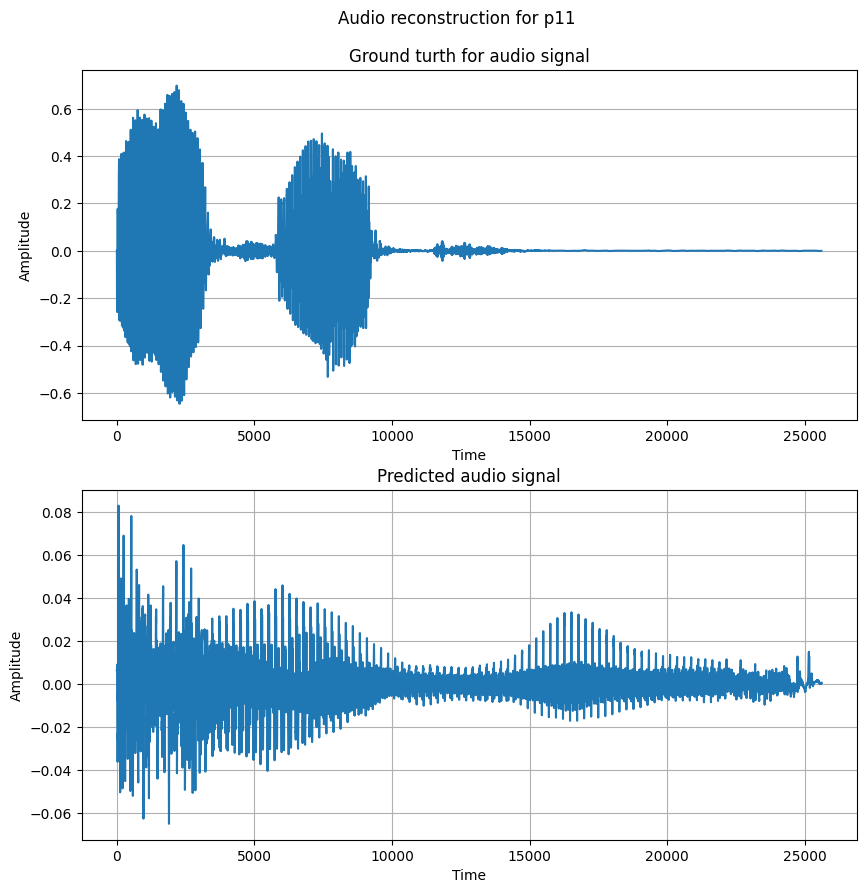 Audio reconstruction for p11
Ground turth for audio signal
0.6
0.4
0.2
0.0
−0.2
−0.4
−0.6
Amplitude
0 5000 10000 15000 20000 25000
Time
Predicted audio signal
0.08
0.06
0.04
0.02
0.00
−0.02
−0.04
−0.06
Amplitude
0 5000 10000 15000 20000 25000
Time